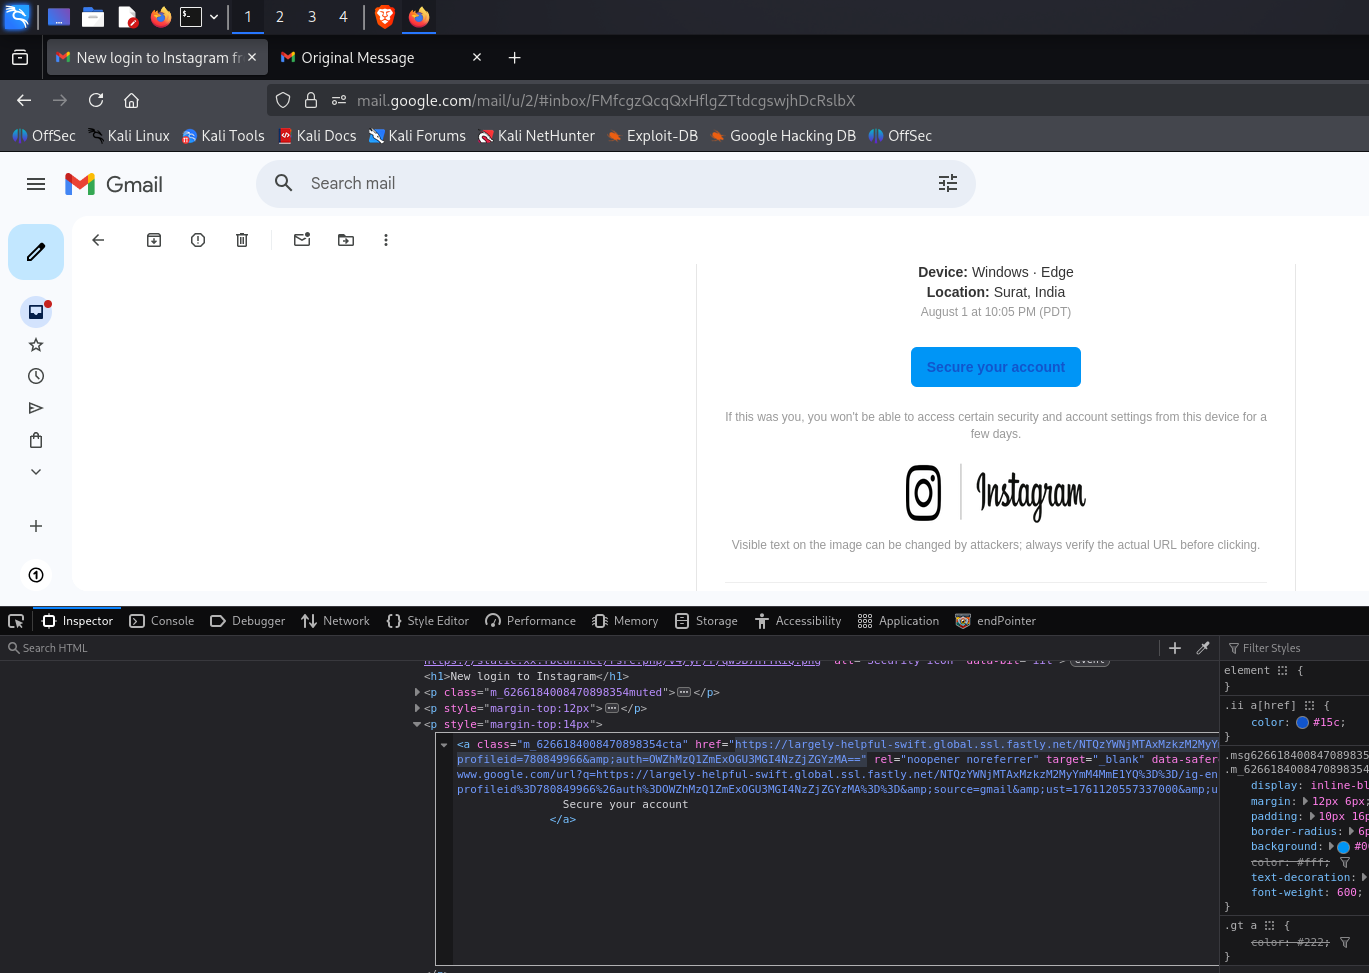 1 2 3 4
New login to Instagram fr
Original Message
mail.google.com/mail/u/2/#inbox/FMfcgzQcqQxHflgZTtdcgswjhDcRslbX
OffSec Kali Linux Kali Tools Kali Docs Kali Forums Kali NetHunter Exploit-DB Google Hacking DB OffSec
Gmail
Search mail
Device: Windows · Edge
Location: Surat, India
August 1 at 10:05 PM (PDT)
Secure your account
If this was you, you won't be able to access certain security and account settings from this device for a
few days.
Instagram
Visible text on the image can be changed by attackers; always verify the actual URL before clicking.
Inspector Console Debugger Network Style Editor Performance Memory Storage Accessibility Application endPointer
Search HTML
Filter Styles
<h1>New login to Instagram</h1>
<p class="m_6266184008470898354muted"></p>
<p style="margin-top:12px"></p>
<p style="margin-top:14px">
<a class="m_6266184008470898354cta" href="https://largely-helpful-swift.global.ssl.fastly.net/NTQzYWNjMTAxMzkzM2MyY
profileid=780849966&amp;auth=OWZhMzQ1ZmExOGU3MGI4NzZjZGYzMA==" rel="noopener noreferrer" target="_blank" data-safer
www.google.com/url?q=https://largely-helpful-swift.global.ssl.fastly.net/NTQzYWNjMTAxMzkzM2MyYmM4MmE1YQ%3D%3D/ig-en
profileid%3D780849966%26auth%3DOWZhMzQ1ZmExOGU3MGI4NzZjZGYzMA%3D%3D&amp;source=gmail&amp;ust=1761120557337000&amp;u
Secure your account
</a>
element {
}
.ii a[href] {
color: #15c;
}
.msg626618400847089835
.m_6266184008470898354
display: inline-bl
margin: 12px 6px;
padding: 10px 16p
border-radius: 6p
background: #0
color: #fff;
text-decoration:
font-weight: 600;
}
.gt a {
color: #222;
}